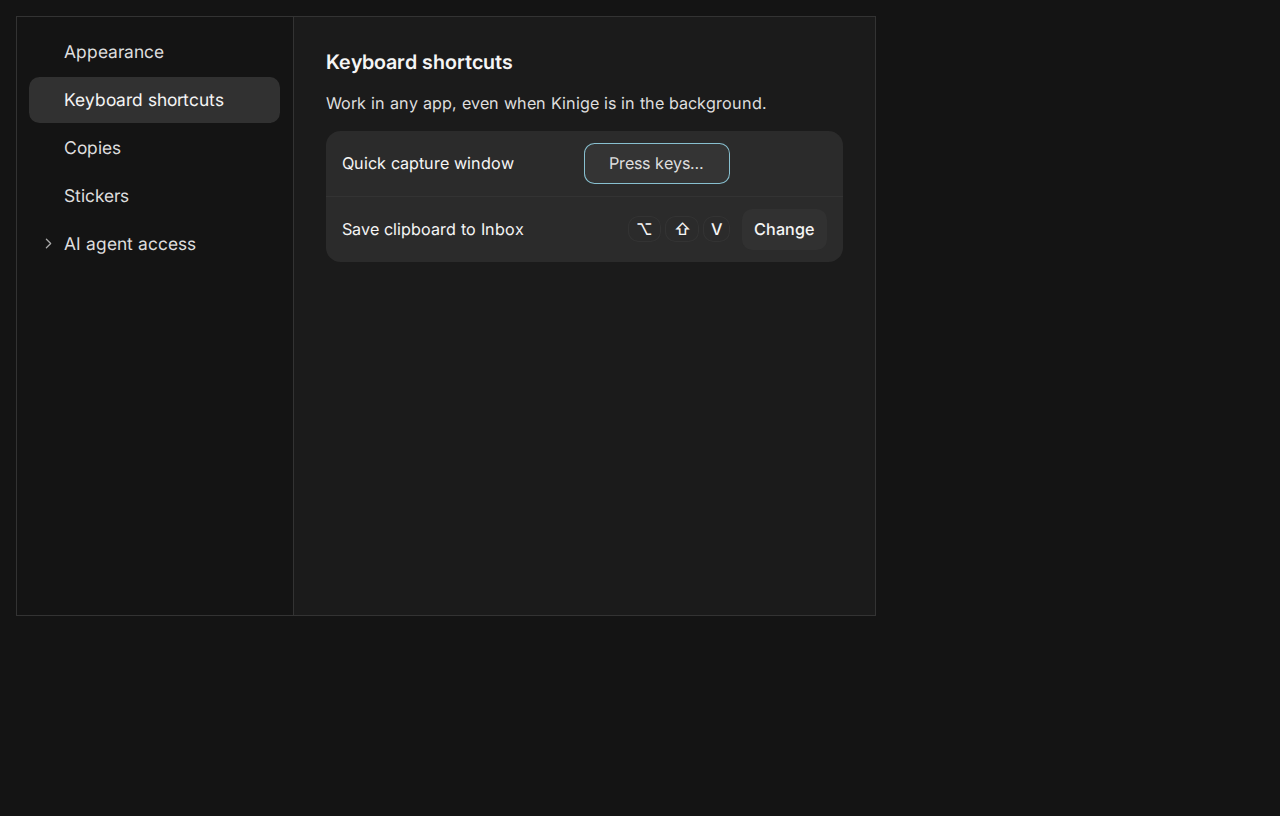 Appearance
Keyboard shortcuts
Copies
Stickers
AI agent access
Keyboard shortcuts
Work in any app, even when Kinige is in the background.
Quick capture window Press keys...
Save clipboard to Inbox ⌥ ⇧ V Change